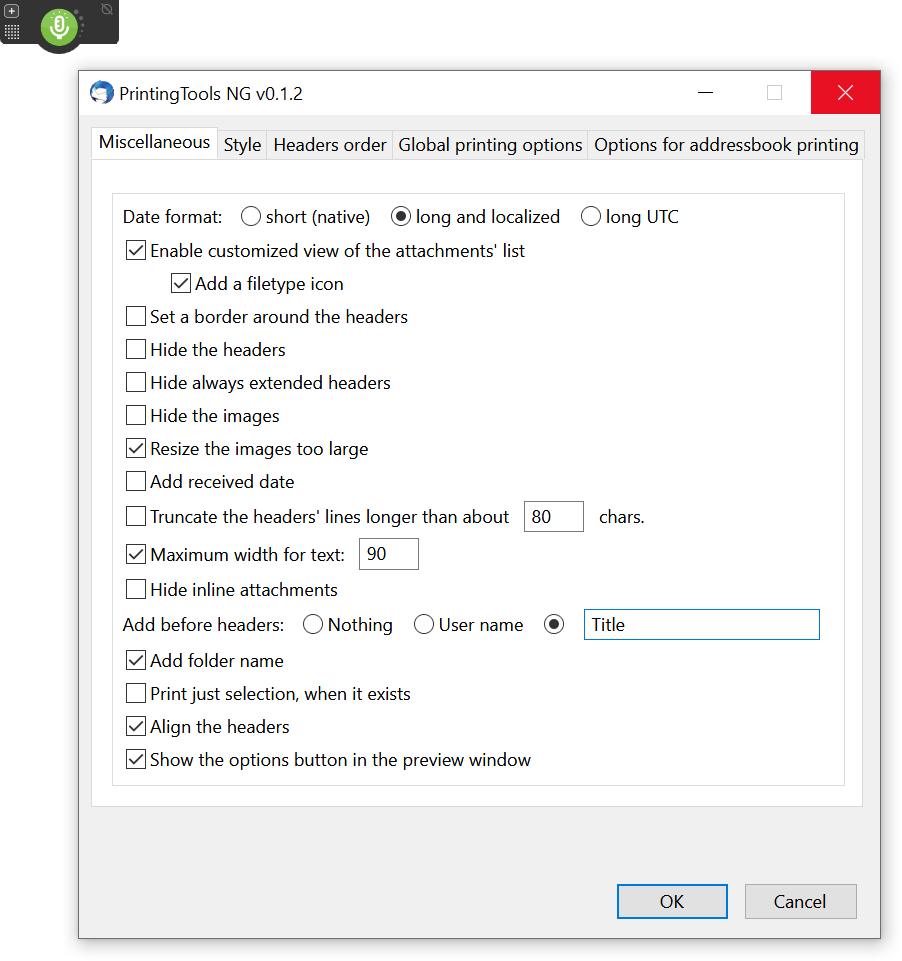 PrintingTools NG v0.1.2
Miscellaneous Style Headers order Global printing options Options for addressbook printing
Date format: short (native) long and localized long UTC
Enable customized view of the attachments' list
Add a filetype icon
Set a border around the headers
Hide the headers
Hide always extended headers
Hide the images
Resize the images too large
Add received date
Truncate the headers' lines longer than about 80 chars.
Maximum width for text: 90
Hide inline attachments
Add before headers: Nothing User name Title
Add folder name
Print just selection, when it exists
Align the headers
Show the options button in the preview window
OK Cancel